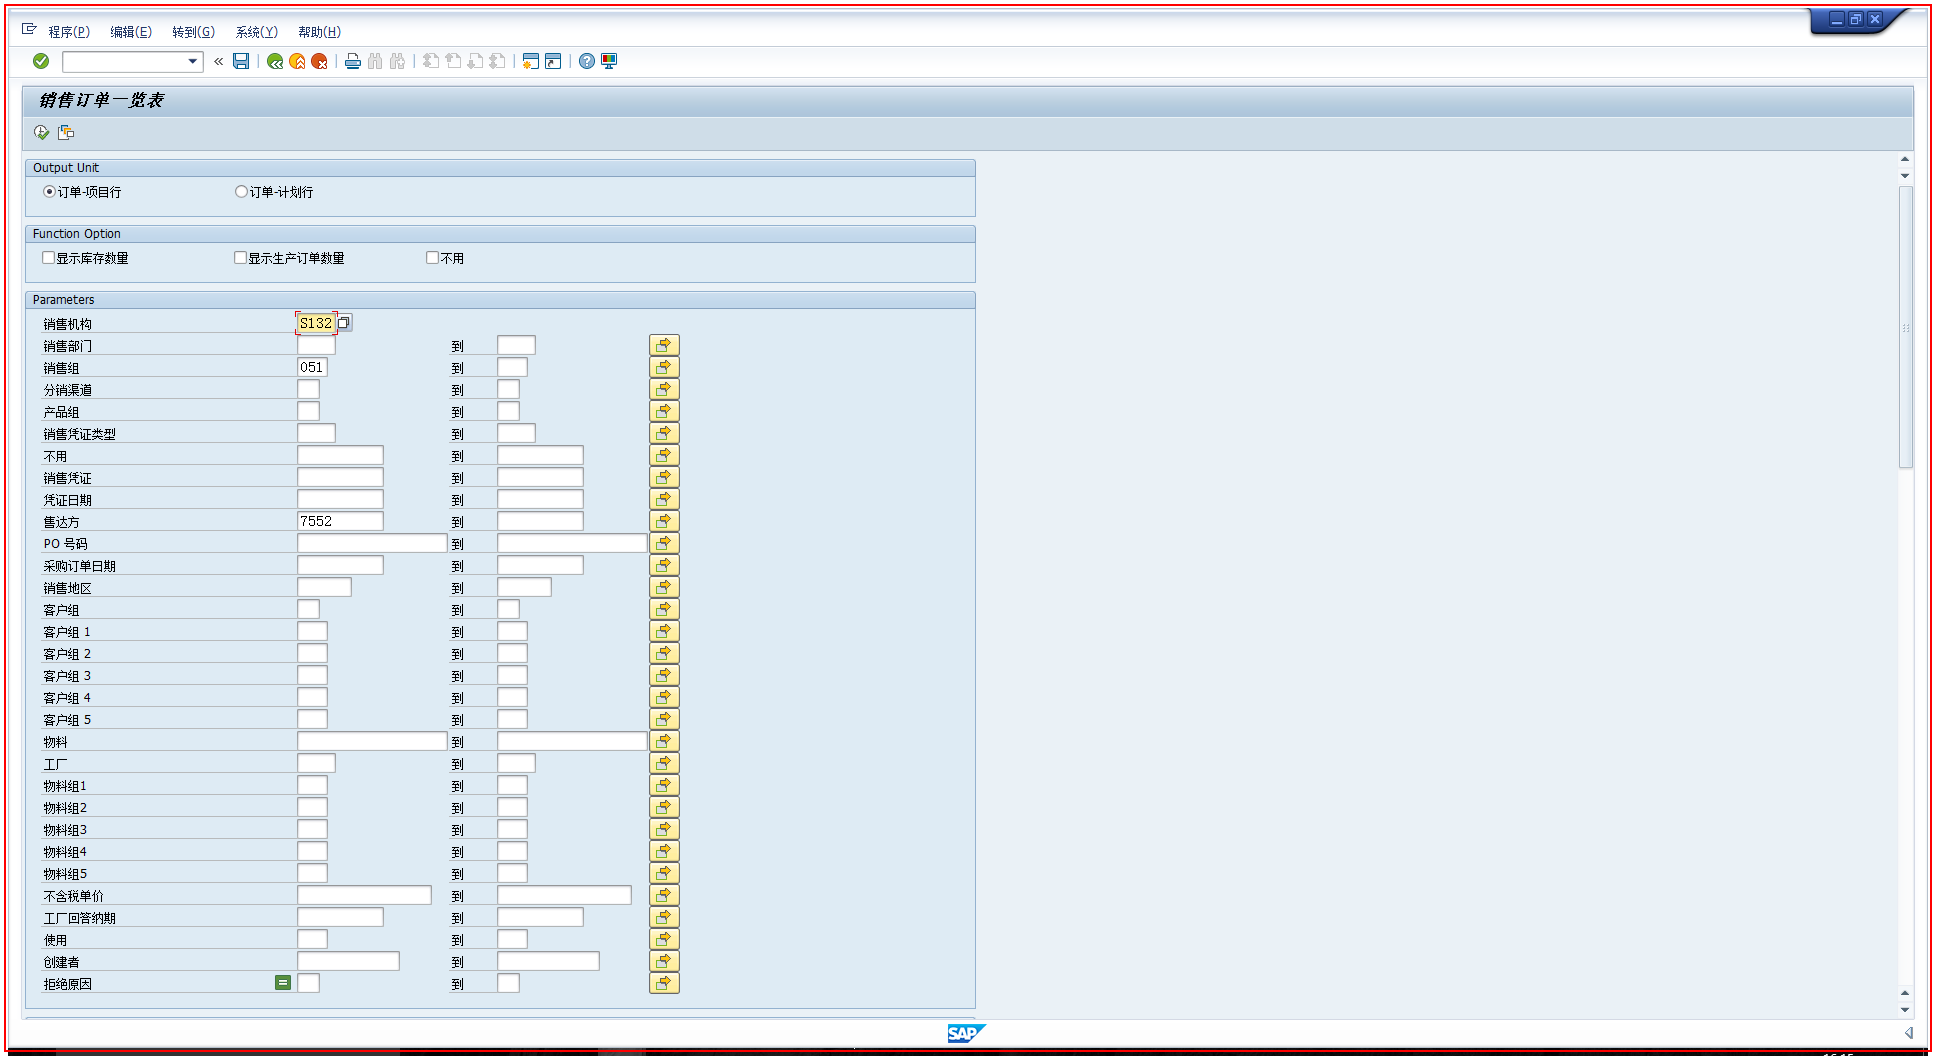 程序(P) 编辑(E) 转到(G) 系统(Y) 帮助(H)
销售订单一览表
Output Unit
订单-项目行 订单-计划行
Function Option
显示库存数量 显示生产订单数量 不用
Parameters
销售机构 S132
销售部门 到
销售组 051 到
分销渠道 到
产品组 到
销售凭证类型 到
不用 到
销售凭证 到
凭证日期 到
售达方 7552 到
PO 号码 到
采购订单日期 到
销售地区 到
客户组 到
客户组 1 到
客户组 2 到
客户组 3 到
客户组 4 到
客户组 5 到
物料 到
工厂 到
物料组1 到
物料组2 到
物料组3 到
物料组4 到
物料组5 到
不含税单价 到
工厂回答纳期 到
使用 到
创建者 到
拒绝原因 到
SAP